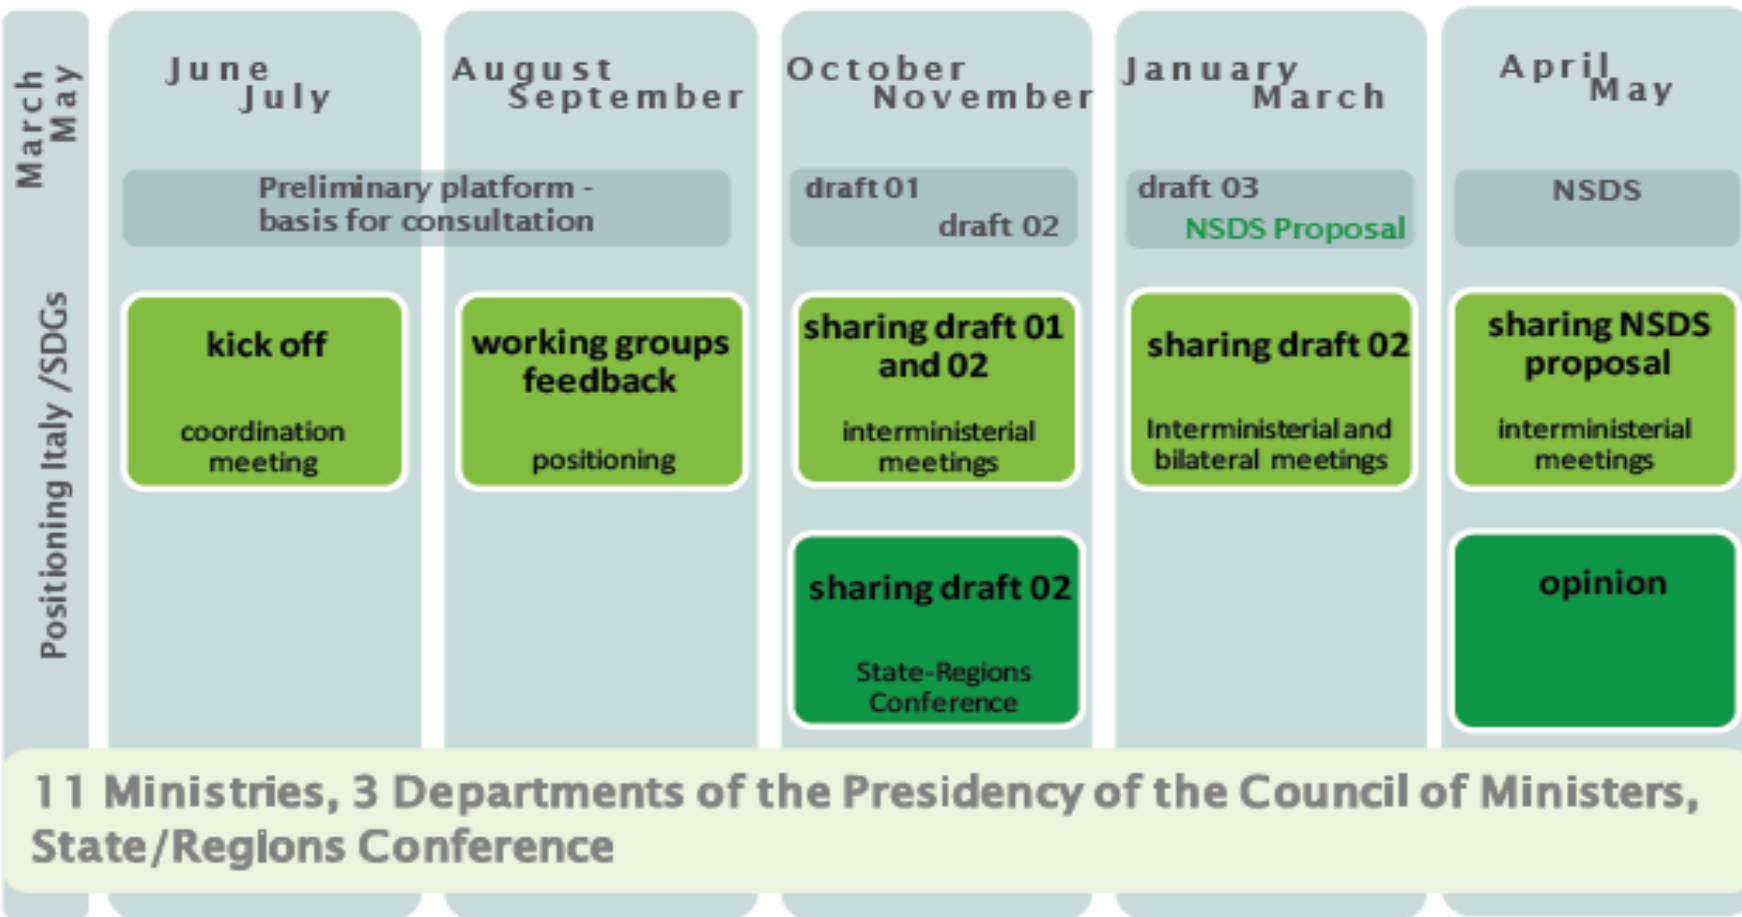 March
May
Positioning Italy /SDGs
June
July
August
September
October
November
January
March
April
May
Preliminary platform -
basis for consultation
draft 01
draft 02
draft 03
NSDS Proposal
NSDS
kick off
coordination
meeting
working groups
feedback
positioning
sharing draft 01
and 02
interministerial
meetings
sharing draft 02
Interministerial and
bilateral meetings
sharing NSDS
proposal
interministerial
meetings
sharing draft 02
State-Regions
Conference
opinion
11 Ministries, 3 Departments of the Presidency of the Council of Ministers,
State/Regions Conference